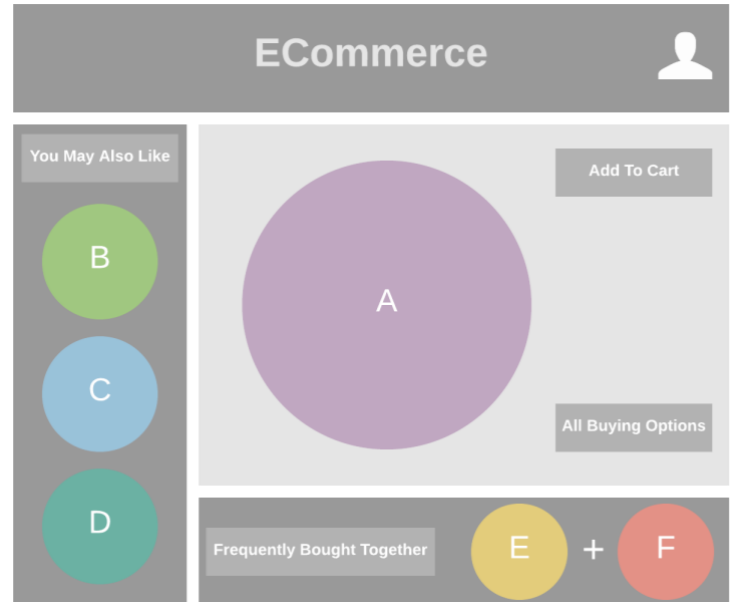 ECommerce
You May Also Like
B
C
D
A
Add To Cart
All Buying Options
Frequently Bought Together
E + F